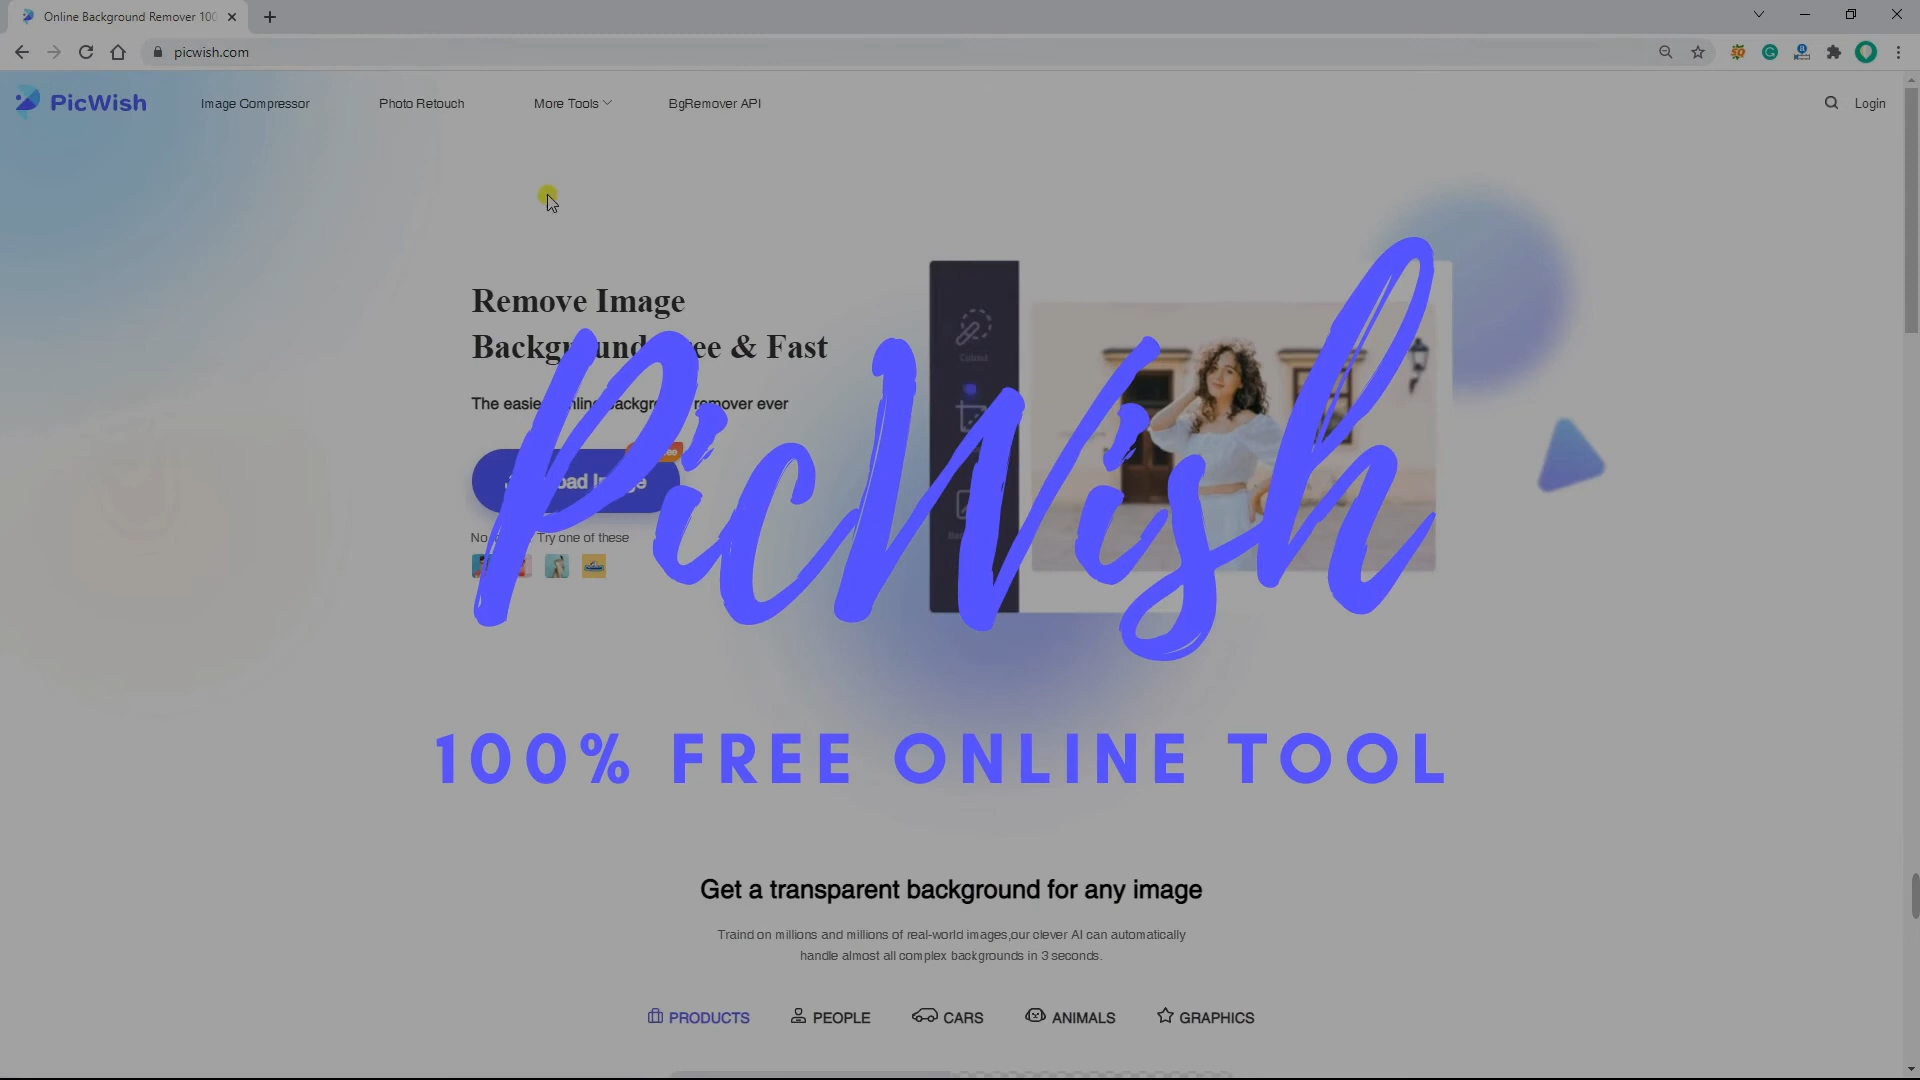 Online Background Remover 100
picwish.com
PicWish
Image Compressor
Photo Retouch
More Tools
BgRemover API
Login
Remove Image
& Fast
The
remover ever
Try one of these
Cutout
PicWish
100% FREE ONLINE TOOL
Get a transparent background for any image
Traind on millions and millions of real-world images,our clever AI can automatically
handle almost all complex backgrounds in 3 seconds.
PRODUCTS
PEOPLE
CARS
ANIMALS
GRAPHICS